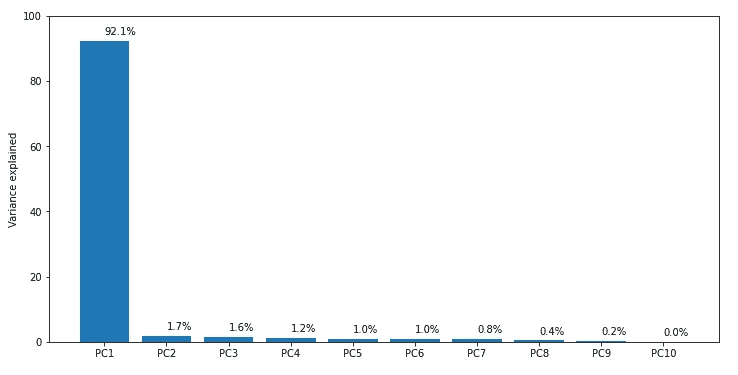 100
80
60
40
20
0
Variance explained
92.1%
1.7%
1.6%
1.2%
1.0%
1.0%
0.8%
0.4%
0.2%
0.0%
PC1
PC2
PC3
PC4
PC5
PC6
PC7
PC8
PC9
PC10